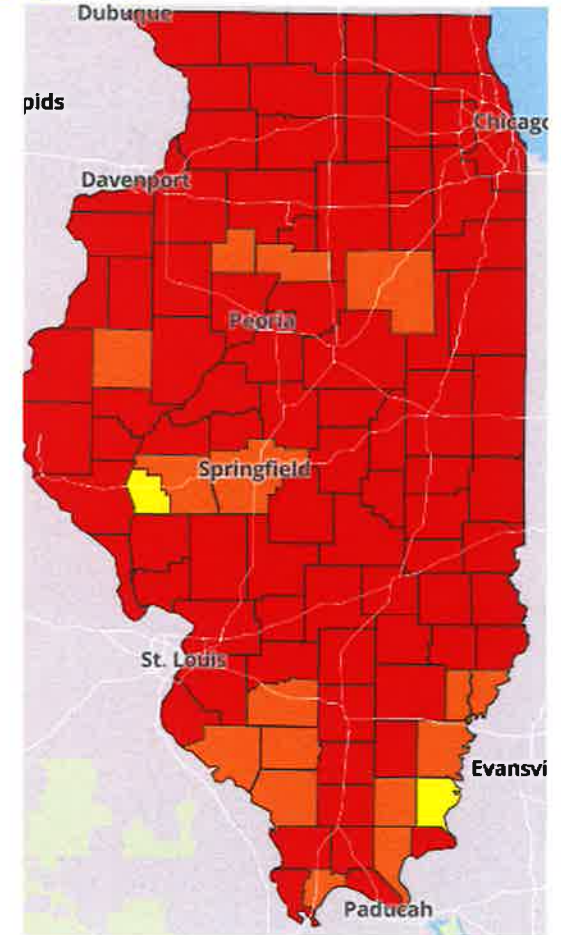 Dubuque
pids
Chicago
Davenport
Peoria
Springfield
St. Louis
Evansvi
Paducah